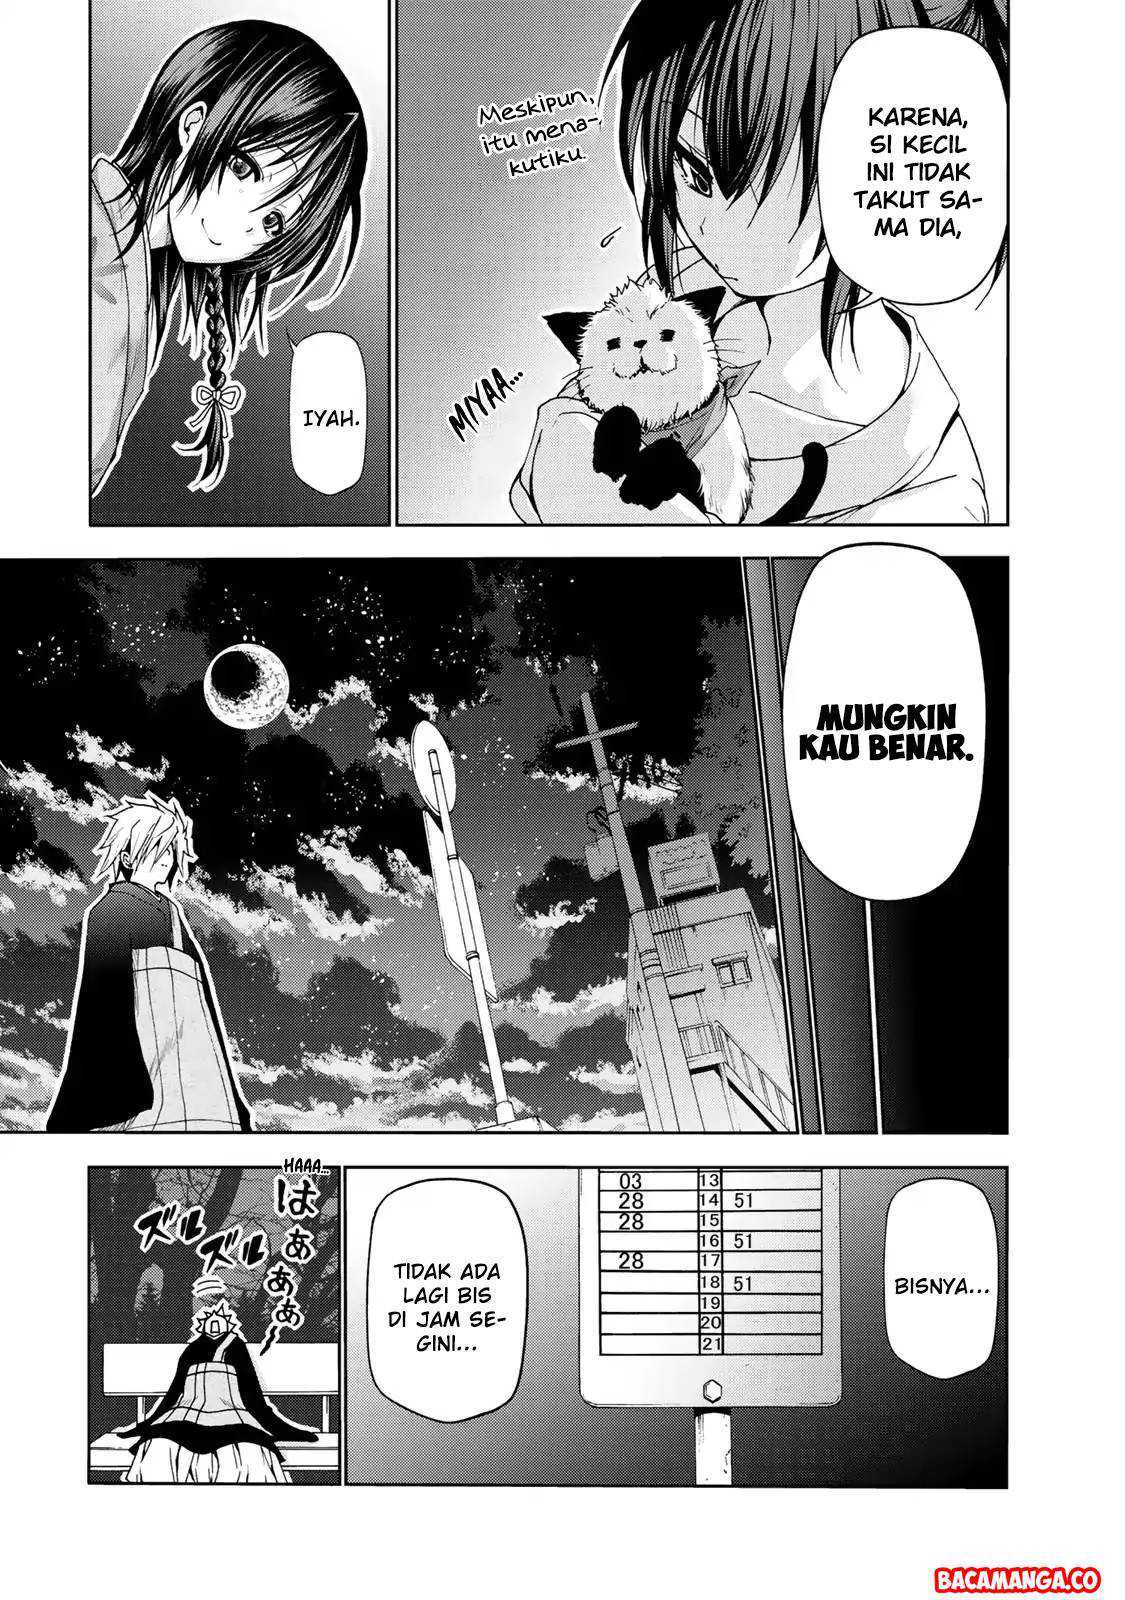 KARENA,
SI KECIL
INI TIDAK
TAKUT SA-
MA DIA,
Meskipun,
itu mena-
kutiku.
MIYAA...
IYAH.
MUNGKIN
KAU BENAR.
BISNYA...
03 13
28 14 51
28 15
16 51
28 17
18 51
19
20
21
TIDAK ADA
LAGI BIS
DI JAM SE-
GINI...
HAAA...
はぁぁぁ〜
ズル
ズル
BACAMANGA.CO